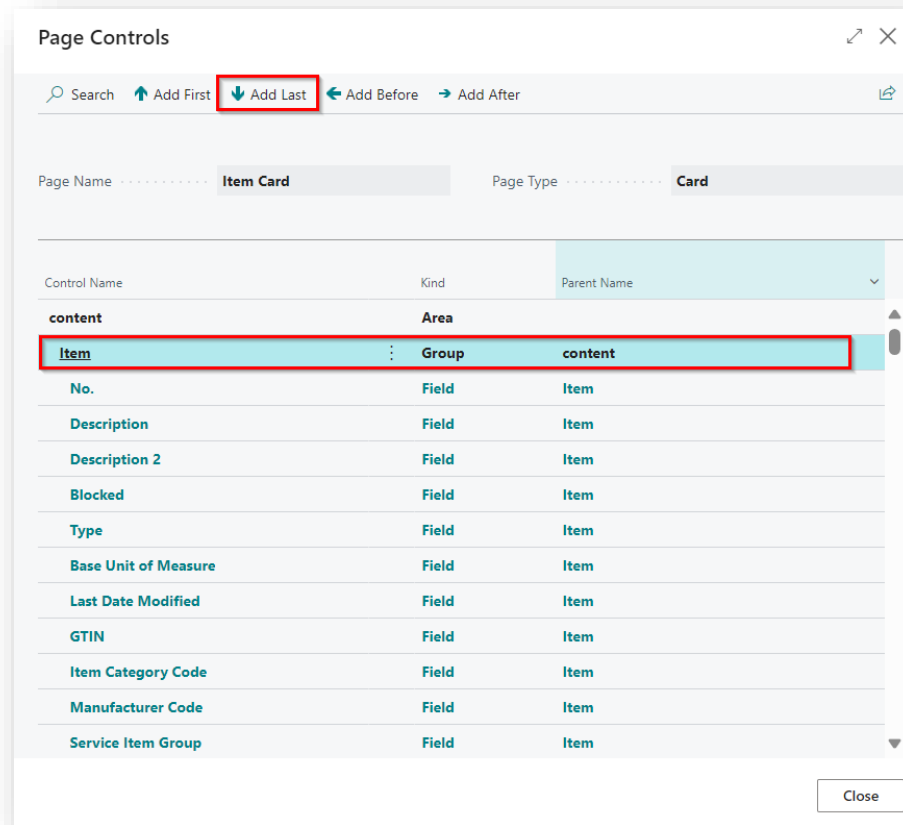 Page Controls
Search Add First Add Last Add Before Add After
Page Name Item Card Page Type Card
Control Name Kind Parent Name
content Area
Item Group content
No. Field Item
Description Field Item
Description 2 Field Item
Blocked Field Item
Type Field Item
Base Unit of Measure Field Item
Last Date Modified Field Item
GTIN Field Item
Item Category Code Field Item
Manufacturer Code Field Item
Service Item Group Field Item
Close